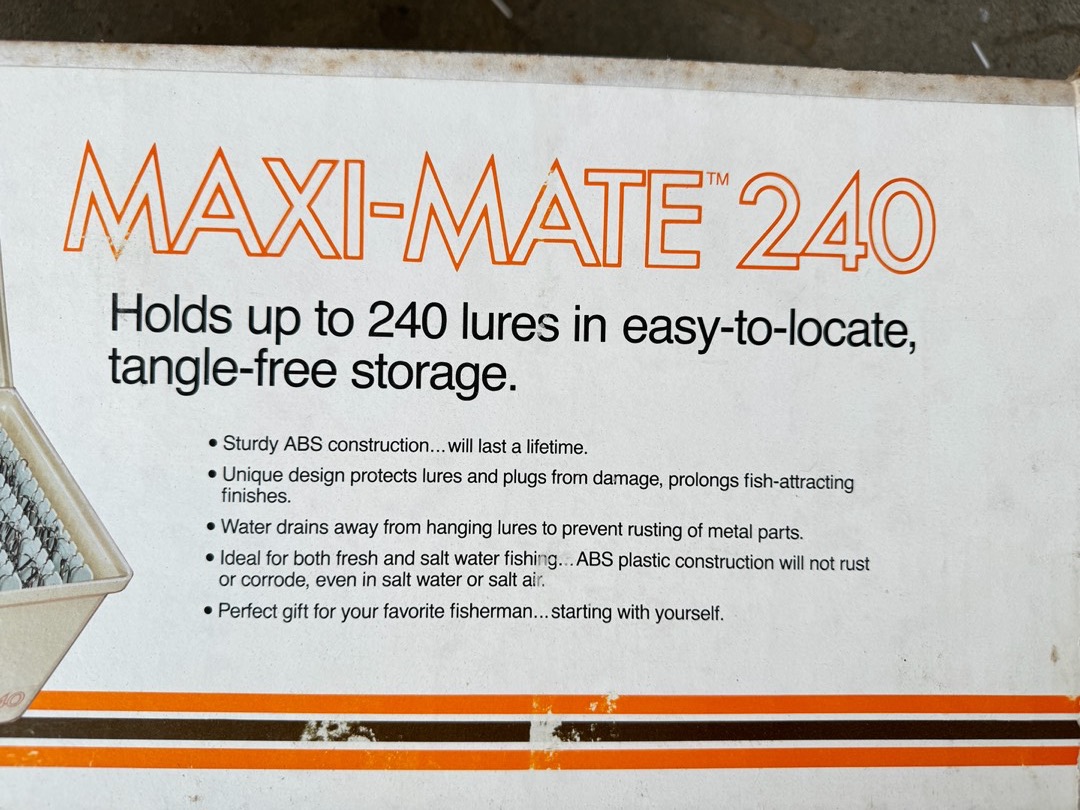 MAXI-MATE™ 240
Holds up to 240 lures in easy-to-locate,
tangle-free storage.
• Sturdy ABS construction...will last a lifetime.
• Unique design protects lures and plugs from damage, prolongs fish-attracting
finishes.
• Water drains away from hanging lures to prevent rusting of metal parts.
• Ideal for both fresh and salt water fishing...ABS plastic construction will not rust
or corrode, even in salt water or salt air.
• Perfect gift for your favorite fisherman...starting with yourself.